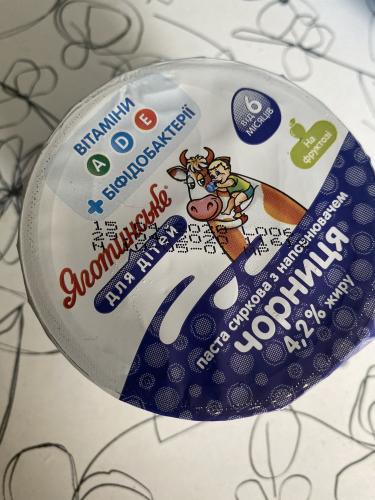 ВІТАМІНИ
A D E
+ БІФІДОБАКТЕРІЇ
ВІД
6
МІСЯЦІВ
На
фруктозі
Яготинське®
для дітей
паста сиркова з наповнювачем
чорниця
4,2% жиру